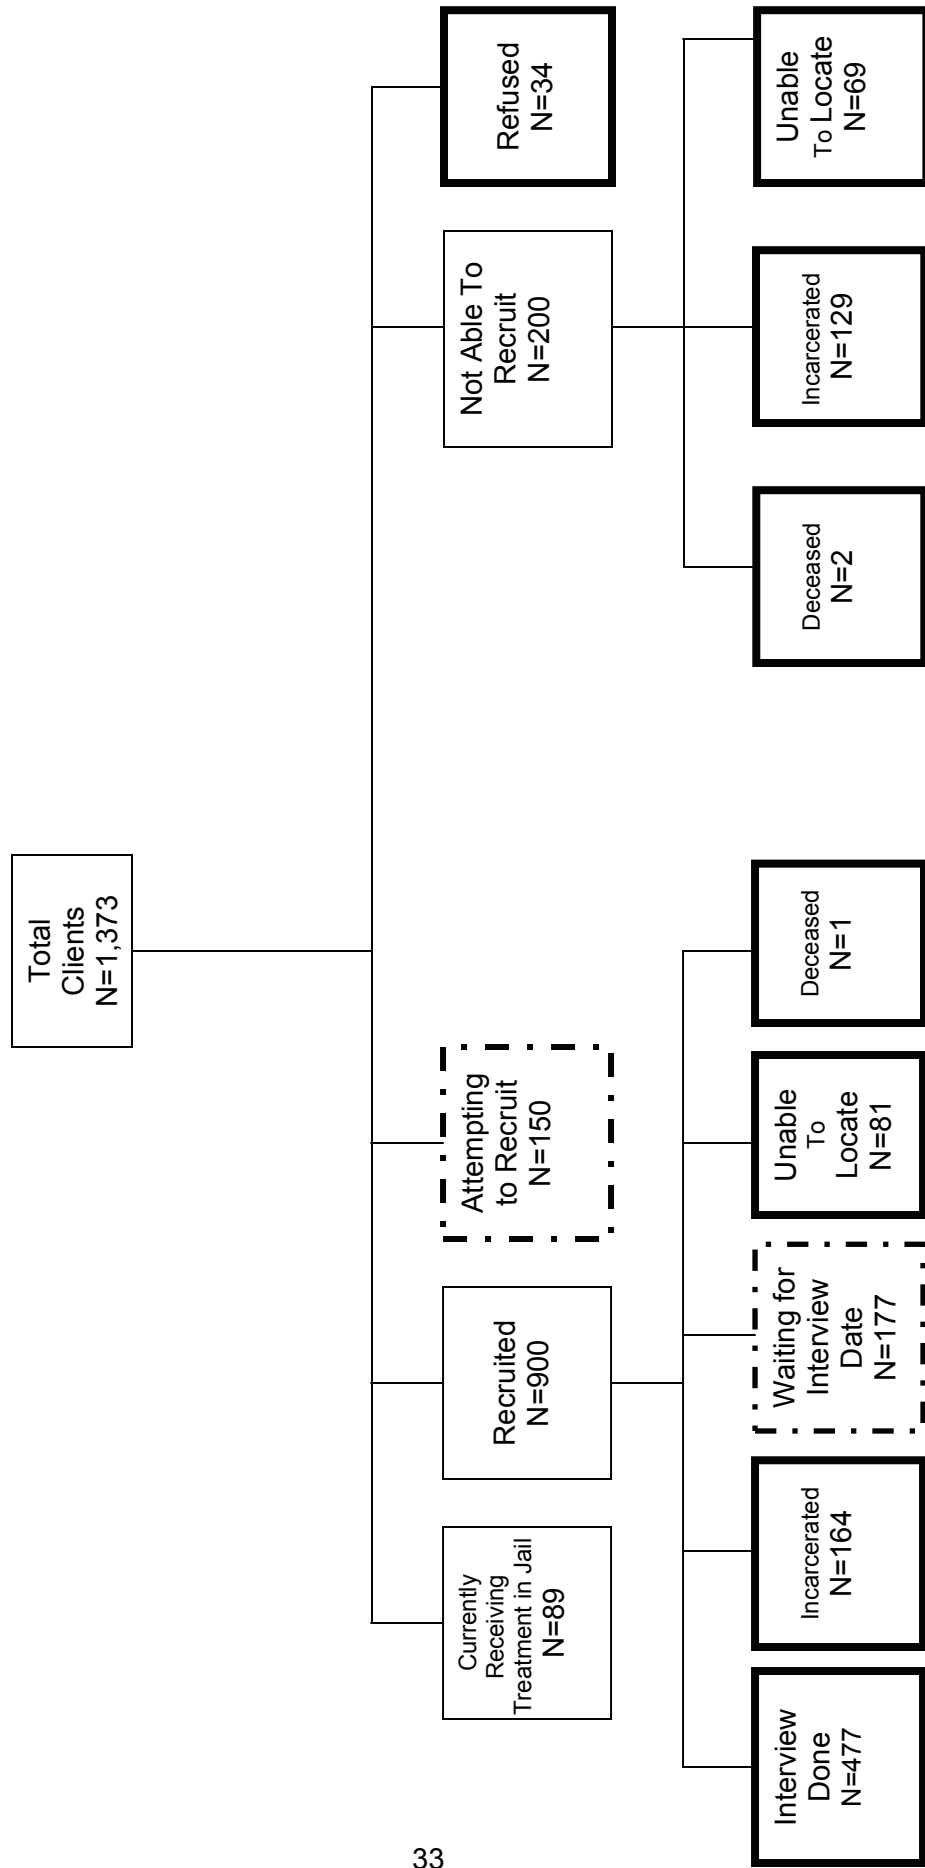 Total
Clients
N=1,373
Currently
Receiving
Treatment in Jail
N=89
Recruited
N=900
Attempting
to Recruit
N=150
Not Able To
Recruit
N=200
Refused
N=34
Interview
Done
N=477
Incarcerated
N=164
Waiting for
Interview
Date
N=177
Unable
To
Locate
N=81
Deceased
N=1
Deceased
N=2
Incarcerated
N=129
Unable
To Locate
N=69
33